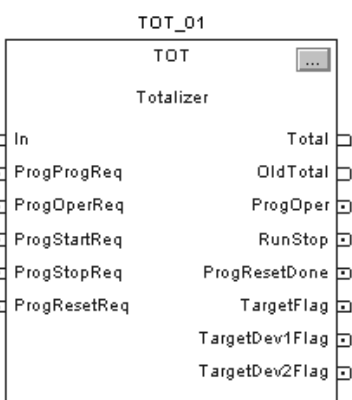 TOT_01
TOT
...
Totalizer
In Total
ProgProgReq OldTotal
ProgOperReq ProgOper
ProgStartReq RunStop
ProgStopReq ProgResetDone
ProgResetReq TargetFlag
TargetDev1Flag
TargetDev2Flag